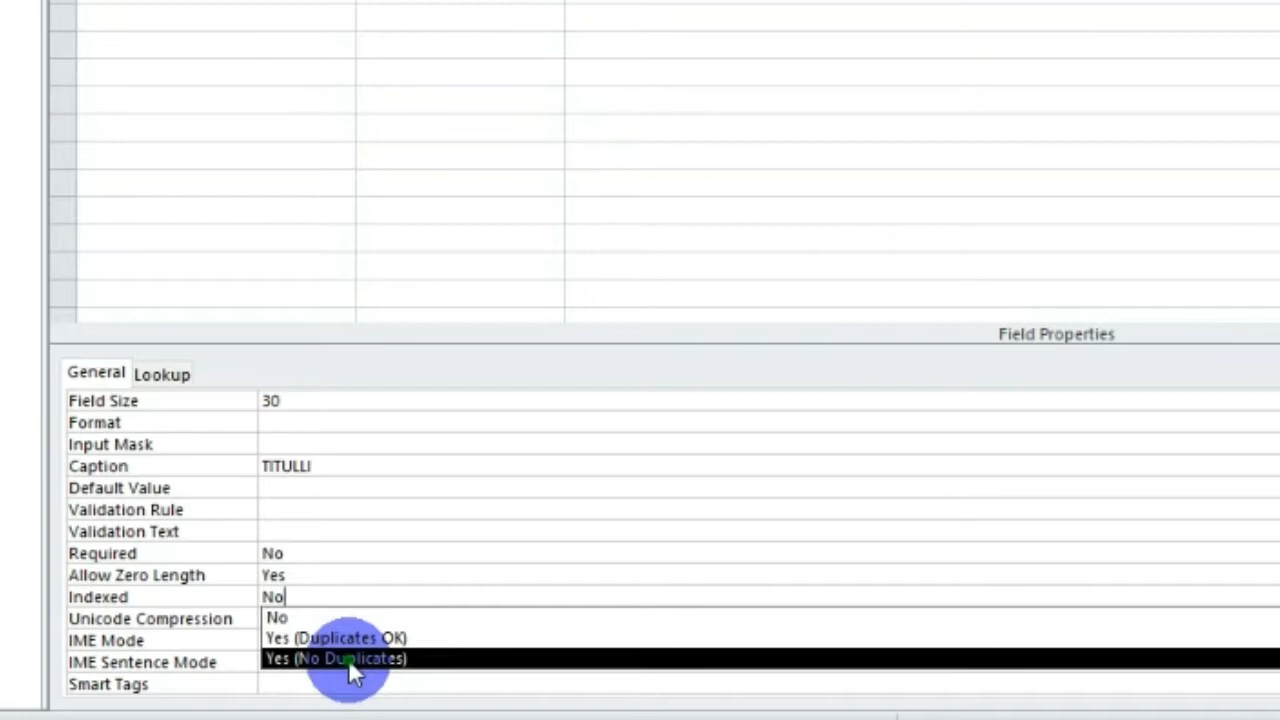 Field Properties
General Lookup
Field Size 30
Format
Input Mask
Caption TITULLI
Default Value
Validation Rule
Validation Text
Required No
Allow Zero Length Yes
Indexed No
Unicode Compression No
IME Mode Yes (Duplicates OK)
IME Sentence Mode Yes (No Duplicates)
Smart Tags